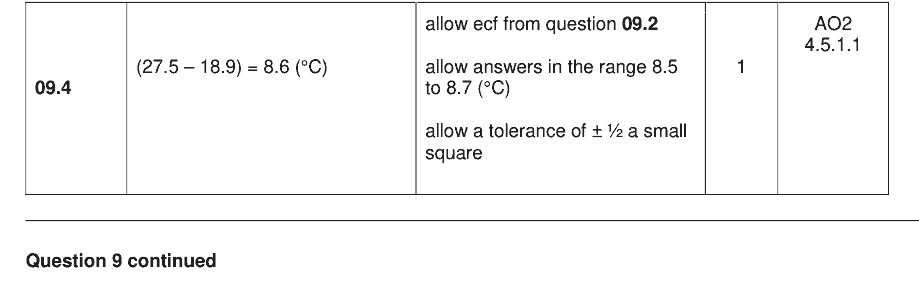 allow ecf from question 09.2
AO2
4.5.1.1
(27.5 – 18.9) = 8.6 (°C)
allow answers in the range 8.5
to 8.7 (°C)
1
09.4
allow a tolerance of ± ½ a small
square
Question 9 continued